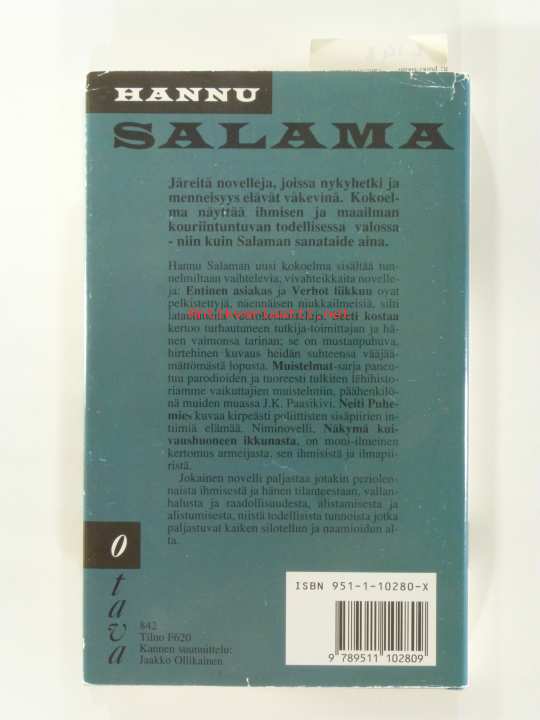 HANNU
SALAMA
Järeitä novelleja, joissa nykyhetki ja
menneisyys elävät väkevinä. Kokoel-
ma näyttää ihmisen ja maailman
kouriintuntuvan todellisessa valossa
- niin kuin Salaman sanataide aina.
Hannu Salaman uusi kokoelma sisältää tun-
nelmiltaan vaihtelevia, vivahteikkaita novelle-
ja: Entinen asiakas ja Verhot liikkuu ovat
pelkistettyjä, näennäisen niukkailmeisiä, silti
kostaa
kertoo turhautuneen tutkija-toimittajan ja hä-
nen vaimonsa tarinan; se on mustanpuhuva,
hirtehinen kuvaus heidän suhteensa vääjää-
mättömästä lopusta. Muistelmat-sarja paneu-
tuu parodioiden ja tuoreesti tulkiten lähihisto-
riamme vaikuttajien muistelutiin, päähenkilöi-
nä muiden muassa J.K. Paasikivi. Neiti Puhe-
mies kuvaa kirpeästi poliittisten sisäpiirien in-
tiimiä elämää. Niminovelli, Näkymä kui-
vaushuoneen ikkunasta, on moni-ilmeinen
kertomus armeijasta, sen ihmisistä ja ilmapii-
ristä.
Jokainen novelli paljastaa jotakin periolen-
naista ihmisestä ja hänen tilanteestaan, vallan-
halusta ja raadollisuudesta, alistamisesta ja
alistumisesta, niistä todellisista tunnoista jotka
paljastuvat kaiken silotellun ja naamioidun al-
ta.
Otava
842
Tilno F620
Kannen suunnittelu:
Jaakko Ollikainen
ISBN 951-1-10280-X
9 789511 102809